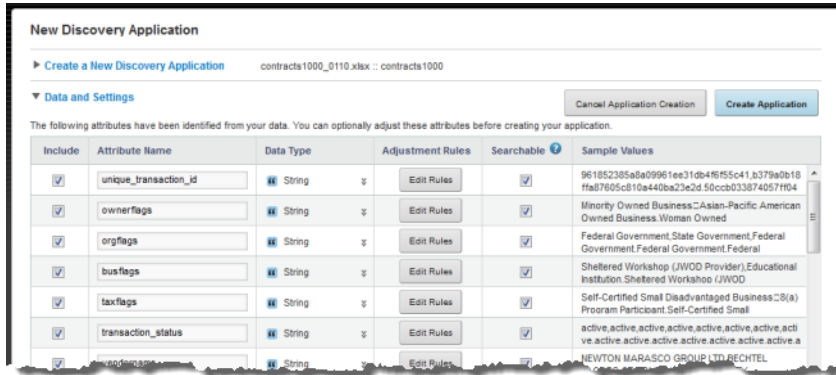 New Discovery Application
Create a New Discovery Application contracts1000_0110.xlsx :: contracts1000
Data and Settings
Cancel Application Creation Create Application
The following attributes have been identified from your data. You can optionally adjust these attributes before creating your application.
Include Attribute Name Data Type Adjustment Rules Searchable ? Sample Values
unique_transaction_id String Edit Rules 961852385a8a09961ee31db4f6f55c41,b379a0b18
ffa87605c810a440ba23e2d.50ccb033874057ff04
ownerflags String Edit Rules Minority Owned Business□Asian-Pacific American
Owned Business.Woman Owned
orgflags String Edit Rules Federal Government,State Government,Federal
Government.Federal Government.Federal
busflags String Edit Rules Sheltered Workshop (JWOD Provider),Educational
Institution.Sheltered Workshop (JWOD
taxflags String Edit Rules Self-Certified Small Disadvantaged Business□8(a)
Program Participant.Self-Certified Small
transaction_status String Edit Rules active,active,active,active,active,active,active,acti
ve.active.active.active.active.active.active.a
String Edit Rules NEWTON MARASCO GROUP LTD,BECHTEL